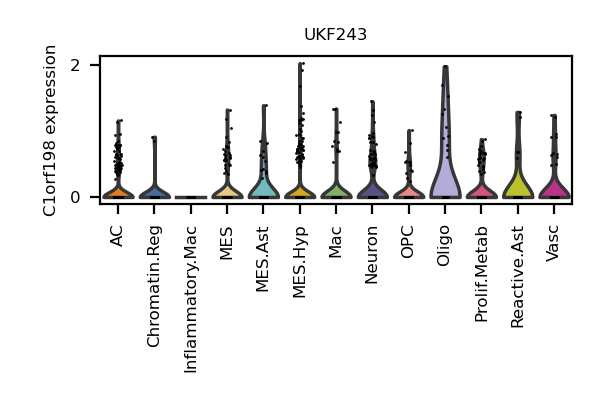 UKF243
C1orf198 expression
2
0
AC
Chromatin.Reg
Inflammatory.Mac
MES
MES.Ast
MES.Hyp
Mac
Neuron
OPC
Oligo
Prolif.Metab
Reactive.Ast
Vasc